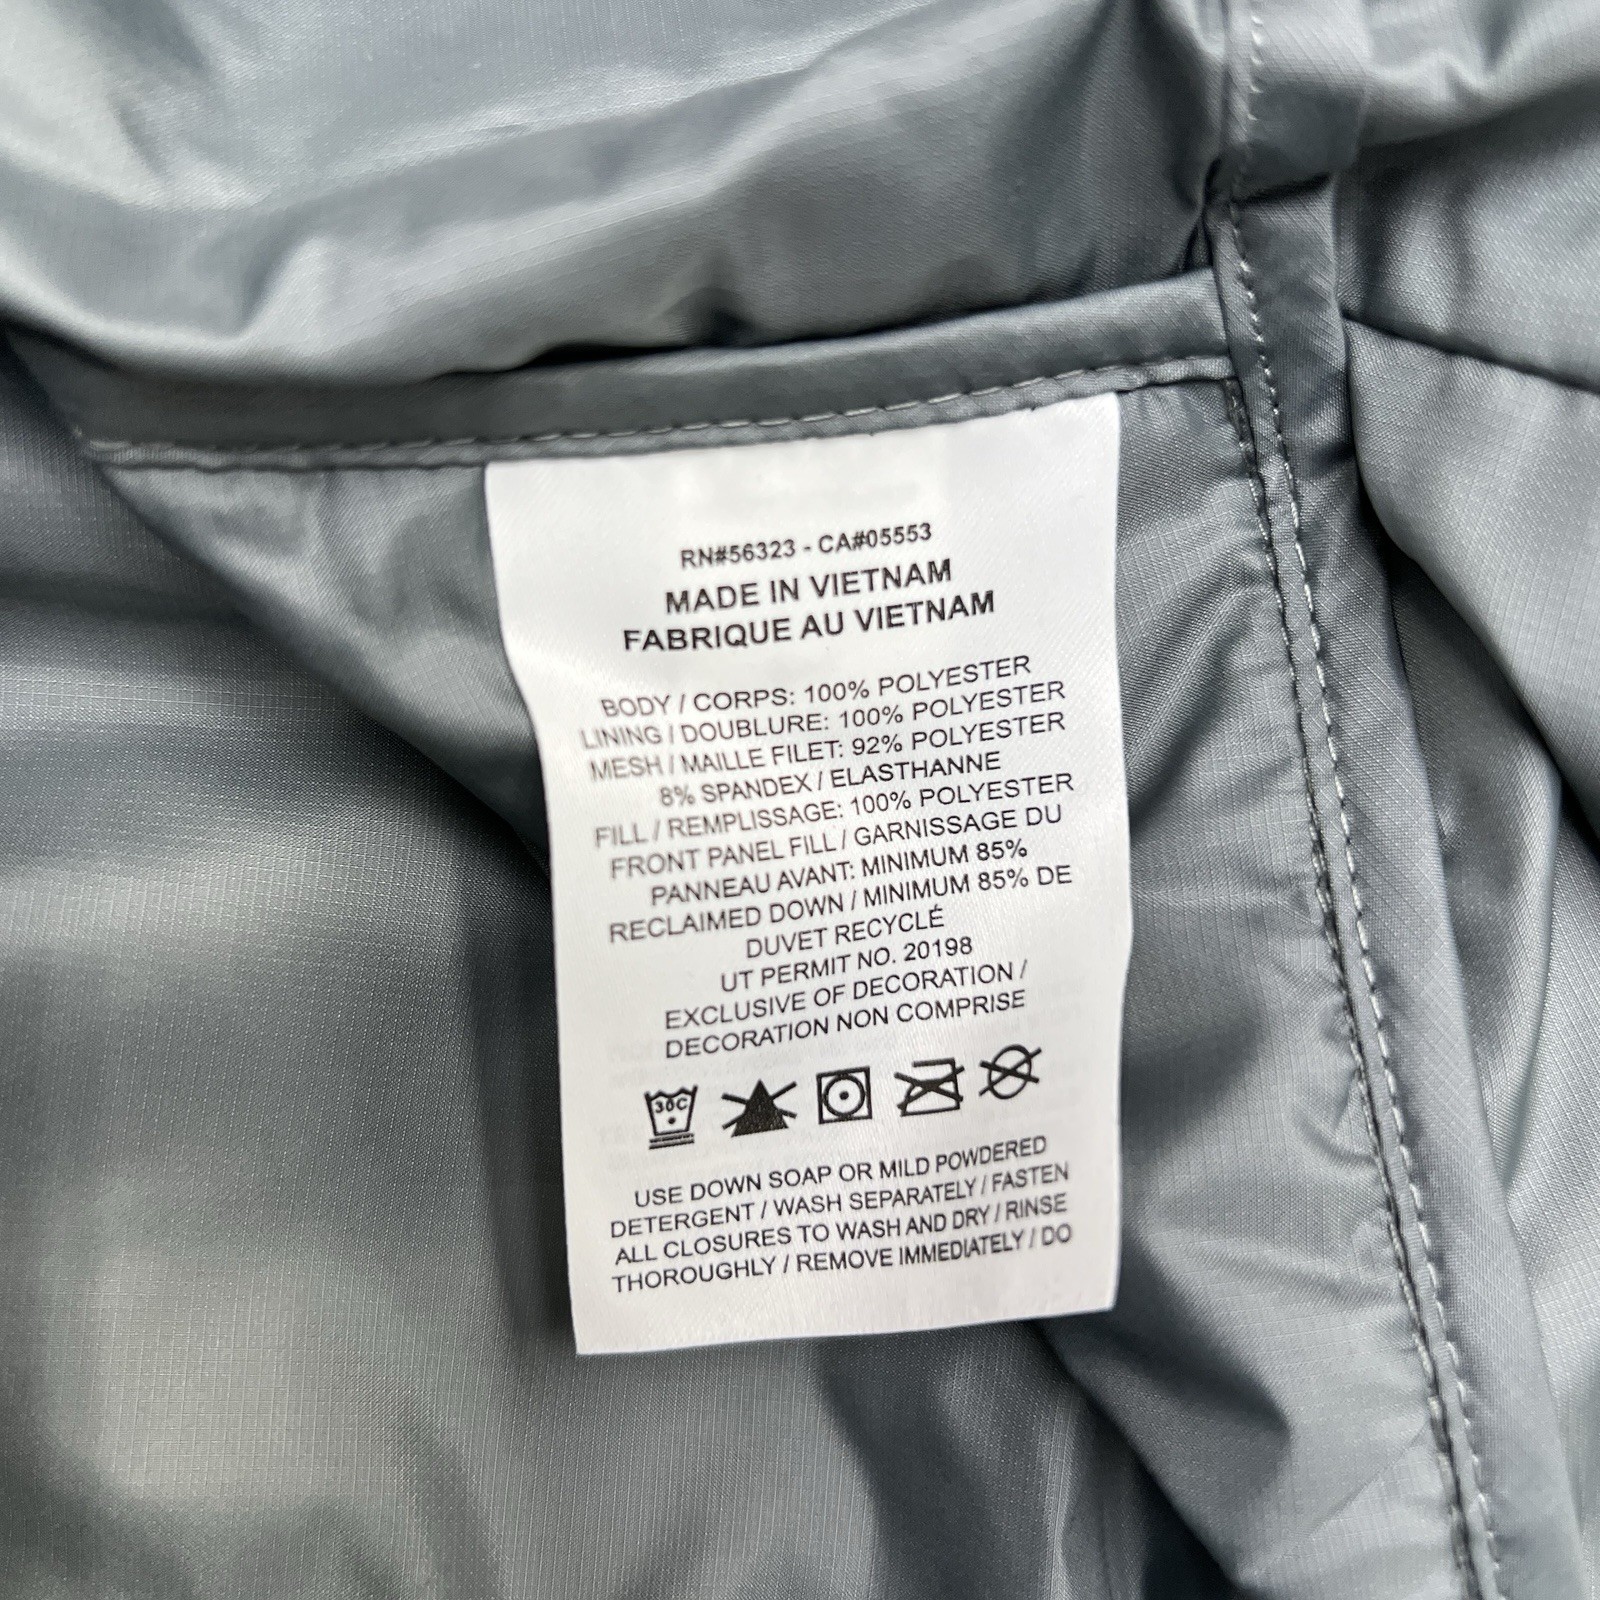 RN#56323 - CA#05553
MADE IN VIETNAM
FABRIQUE AU VIETNAM
BODY / CORPS: 100% POLYESTER
LINING / DOUBLURE: 100% POLYESTER
MESH / MAILLE FILET: 92% POLYESTER
8% SPANDEX / ELASTHANNE
FILL / REMPLISSAGE: 100% POLYESTER
FRONT PANEL FILL / GARNISSAGE DU
PANNEAU AVANT: MINIMUM 85%
RECLAIMED DOWN / MINIMUM 85% DE
DUVET RECYCLÉ
UT PERMIT NO. 20198
EXCLUSIVE OF DECORATION /
DECORATION NON COMPRISE
30C
USE DOWN SOAP OR MILD POWDERED
DETERGENT / WASH SEPARATELY / FASTEN
ALL CLOSURES TO WASH AND DRY / RINSE
THOROUGHLY / REMOVE IMMEDIATELY / DO